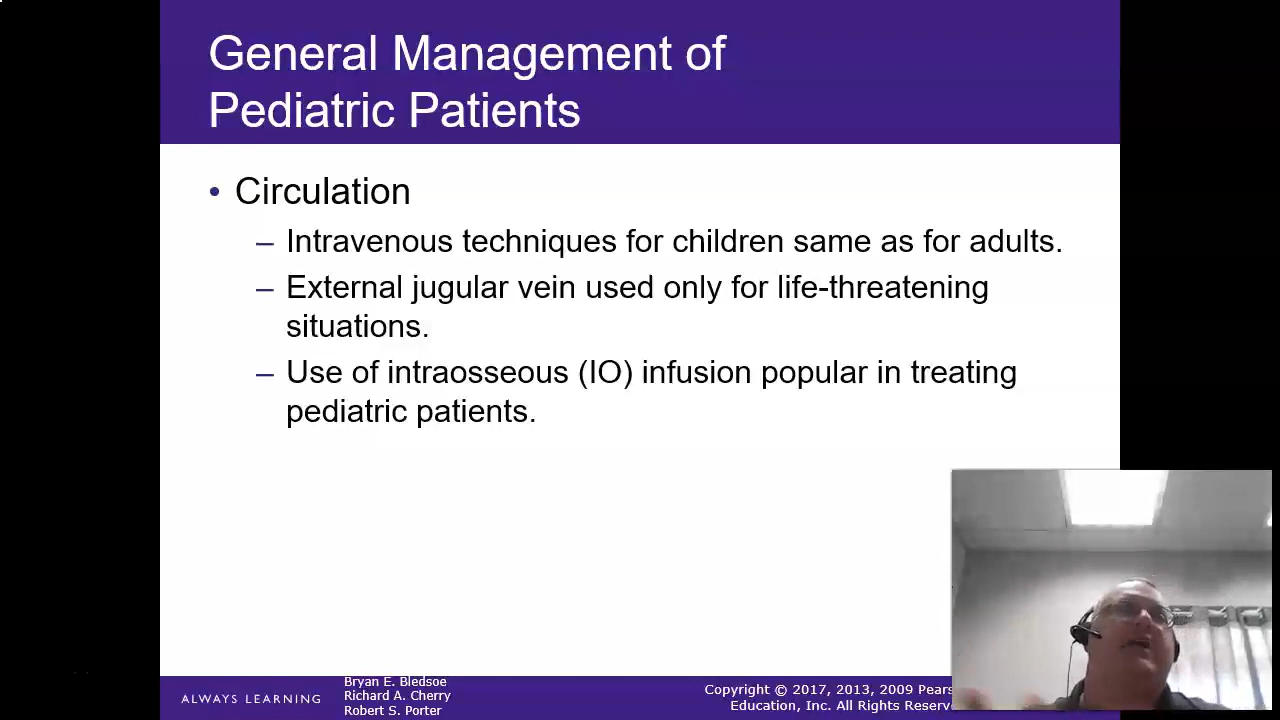 General Management of
Pediatric Patients
• Circulation
– Intravenous techniques for children same as for adults.
– External jugular vein used only for life-threatening
situations.
– Use of intraosseous (IO) infusion popular in treating
pediatric patients.
ALWAYS LEARNING
Bryan E. Bledsoe
Richard A. Cherry
Robert S. Porter
Copyright © 2017, 2013, 2009
Education, Inc. All Rights